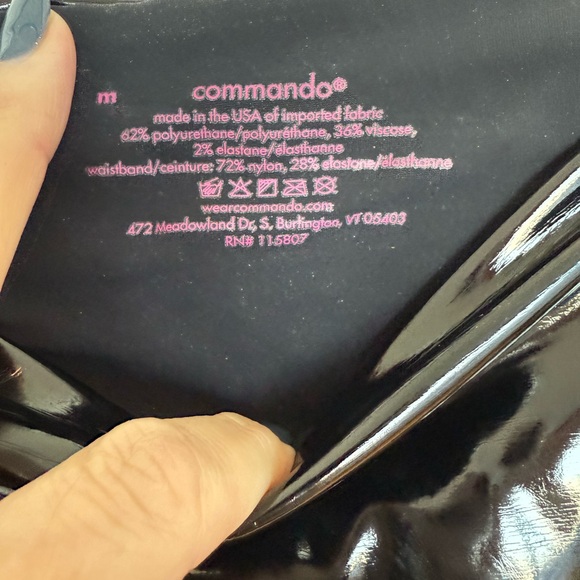 m commando®
made in the USA of imported fabric
62% polyurethane/polyuréthane, 36% viscose,
2% elastane/élasthanne
waistband/ceinture: 72% nylon, 28% elastane/élasthanne
wearcommando.com
472 Meadowland Dr, S. Burlington, VT 05403
RN# 115807